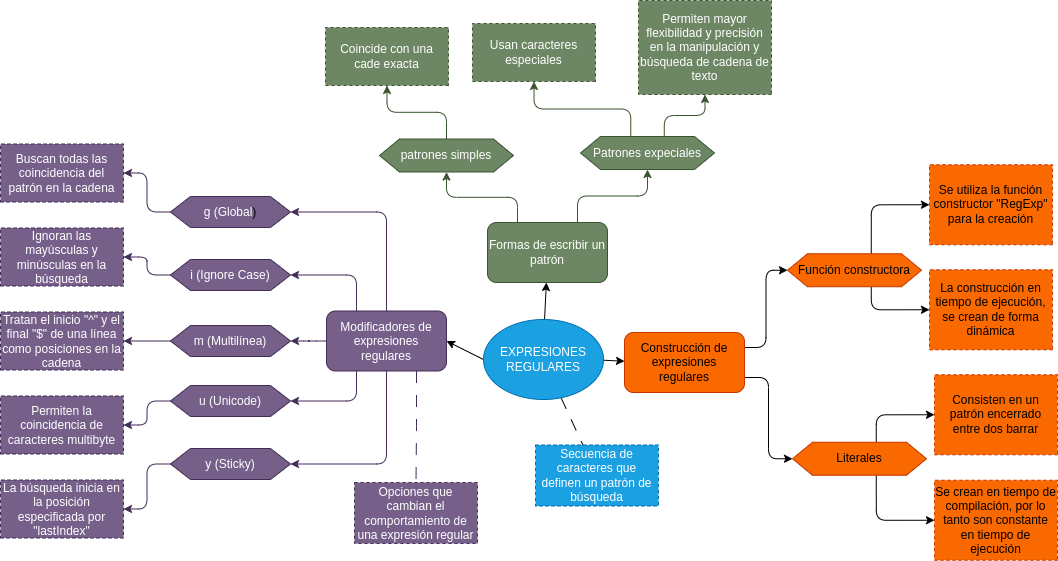 Permiten mayor
flexibilidad y precisión
en la manipulación y
búsqueda de cadena de
texto
Usan caracteres
especiales
Coincide con una
cade exacta
patrones simples
Patrones expeciales
Formas de escribir un
patrón
Buscan todas las
coincidencia del
patrón en la cadena
g (Global)
Ignoran las
mayúsculas y
minúsculas en la
búsqueda
i (Ignore Case)
Tratan el inicio "^" y el
final "$" de una línea
como posiciones en la
cadena
m (Multilínea)
Permiten la
coincidencia de
caracteres multibyte
u (Unicode)
La búsqueda inicia en
la posición
especificada por
"lastIndex"
y (Sticky)
Modificadores de
expresiones
regulares
Opciones que
cambian el
comportamiento de
una expresión regular
EXPRESIONES
REGULARES
Secuencia de
caracteres que
definen un patrón de
búsqueda
Construcción de
expresiones
regulares
Función constructora
Se utiliza la función
constructor "RegExp"
para la creación
La construcción en
tiempo de ejecución,
se crean de forma
dinámica
Literales
Consisten en un
patrón encerrado
entre dos barrar
Se crean en tiempo de
compilación, por lo
tanto son constante
en tiempo de
ejecución